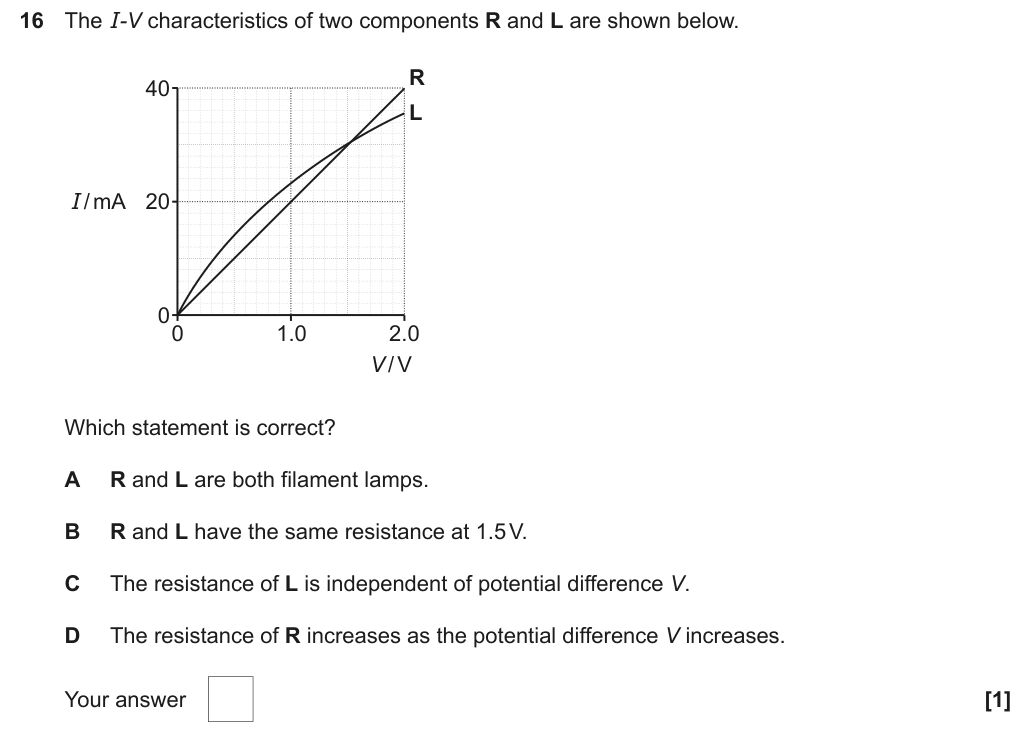 16 The I-V characteristics of two components R and L are shown below.
R
40
L
I / mA 20
0
0 1.0 2.0
V / V
Which statement is correct?
A R and L are both filament lamps.
B R and L have the same resistance at 1.5 V.
C The resistance of L is independent of potential difference V.
D The resistance of R increases as the potential difference V increases.
Your answer [1]